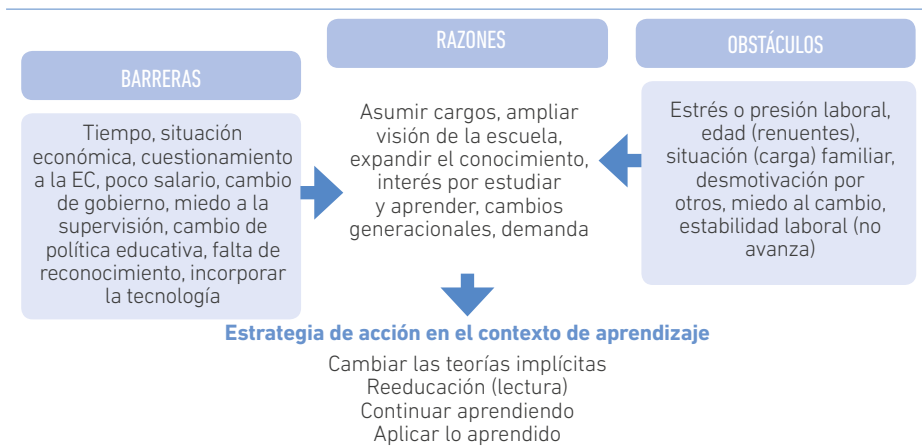 BARRERAS
Tiempo, situación
económica, cuestionamiento
a la EC, poco salario, cambio
de gobierno, miedo a la
supervisión, cambio de
política educativa, falta de
reconocimiento, incorporar
la tecnología
RAZONES
Asumir cargos, ampliar
visión de la escuela,
expandir el conocimiento,
interés por estudiar
y aprender, cambios
generacionales, demanda
OBSTÁCULOS
Estrés o presión laboral,
edad (renuentes),
situación (carga) familiar,
desmotivación por
otros, miedo al cambio,
estabilidad laboral (no
avanza)
Estrategia de acción en el contexto de aprendizaje
Cambiar las teorías implícitas
Reeducación (lectura)
Continuar aprendiendo
Aplicar lo aprendido